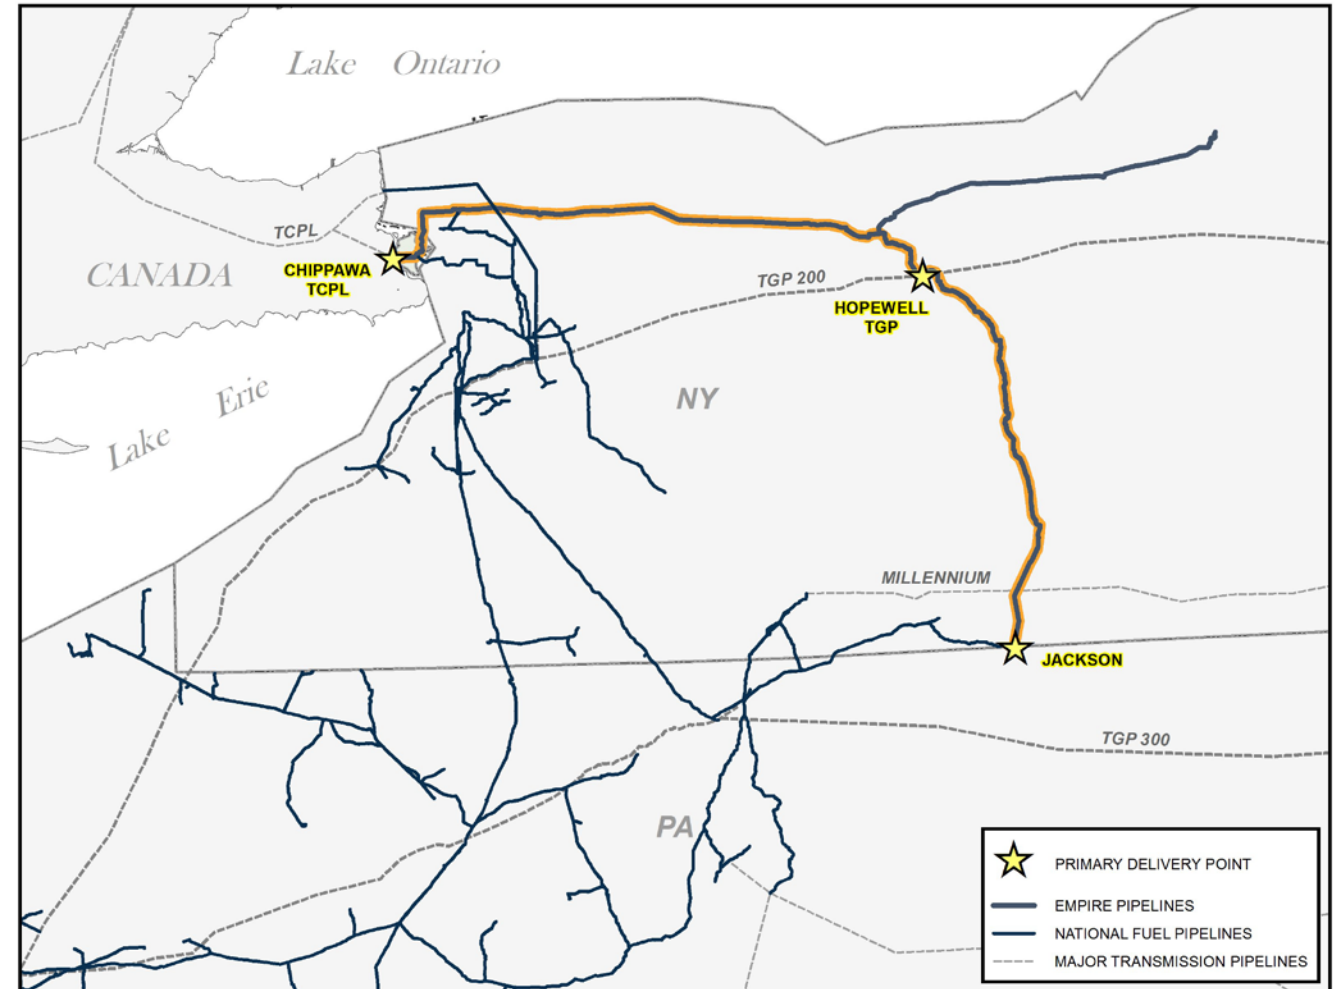 Lake Ontario
TCPL
CANADA
CHIPPAWA
TCPL
TGP 200
HOPEWELL
TGP
Lake Erie
NY
MILLENNIUM
JACKSON
TGP 300
PA
PRIMARY DELIVERY POINT
EMPIRE PIPELINES
NATIONAL FUEL PIPELINES
MAJOR TRANSMISSION PIPELINES